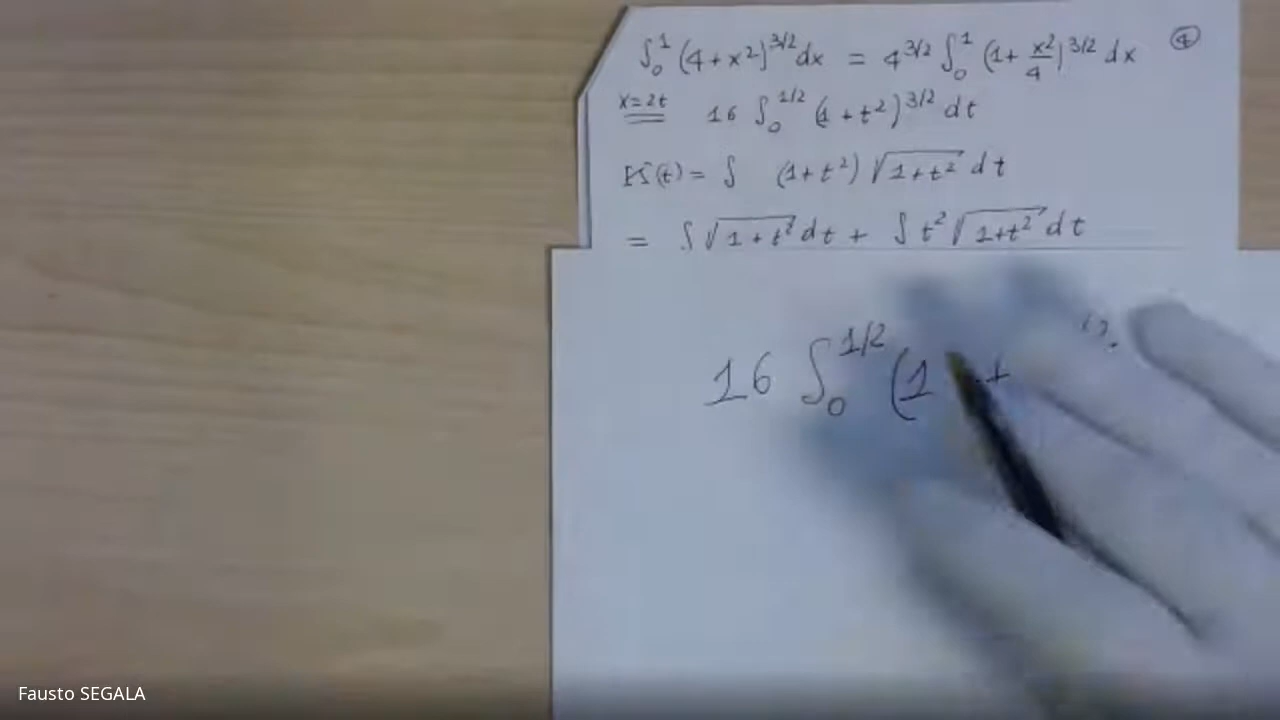 ∫₀¹ (4 + x²)^3/2 dx = 4^3/2 ∫₀¹ (1 + x²/4)^3/2 dx ④
x = 2t 16 ∫₀^1/2 (1 + t²)^3/2 dt
(t) = ∫ (1 + t²) √1+t² dt
= ∫ √1+t² dt + ∫ t² √1+t² dt
16 ∫₀^1/2 (1 +
Fausto SEGALA